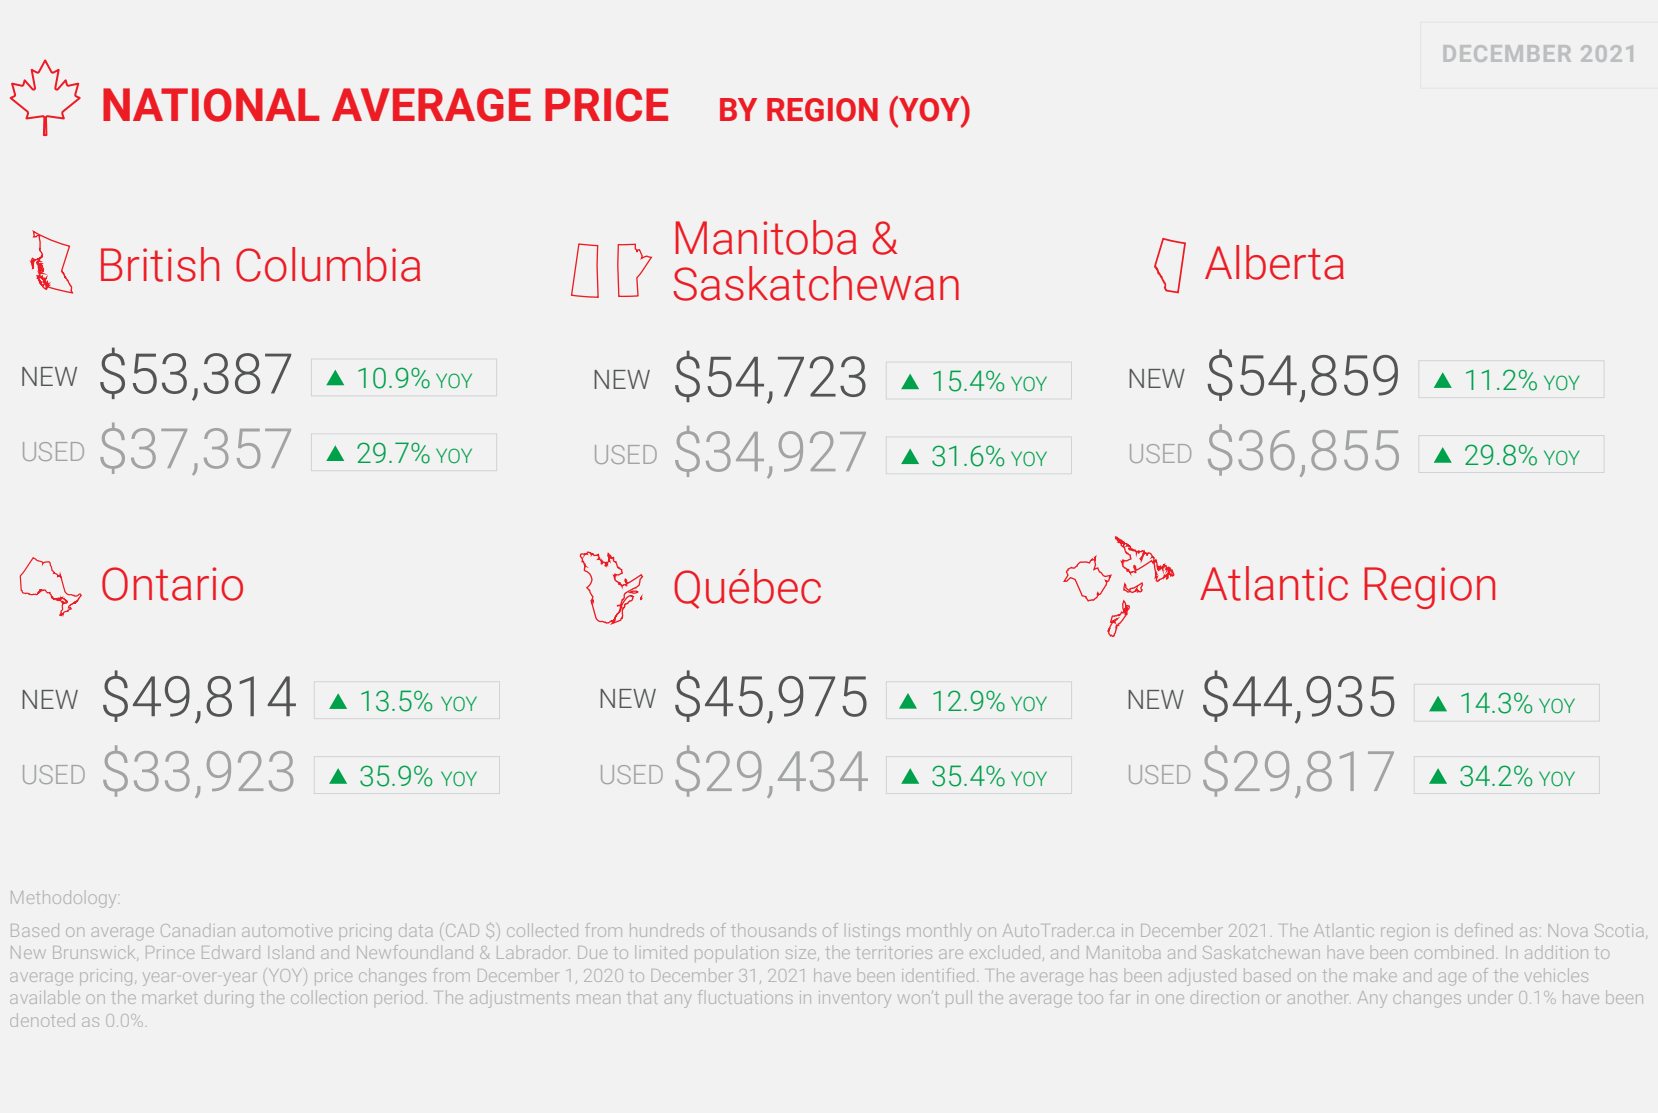 DECEMBER 2021
NATIONAL AVERAGE PRICE BY REGION (YOY)
British Columbia
NEW $53,387 ▲ 10.9% YOY
USED $37,357 ▲ 29.7% YOY
Manitoba &
Saskatchewan
NEW $54,723 ▲ 15.4% YOY
USED $34,927 ▲ 31.6% YOY
Alberta
NEW $54,859 ▲ 11.2% YOY
USED $36,855 ▲ 29.8% YOY
Ontario
NEW $49,814 ▲ 13.5% YOY
USED $33,923 ▲ 35.9% YOY
Québec
NEW $45,975 ▲ 12.9% YOY
USED $29,434 ▲ 35.4% YOY
Atlantic Region
NEW $44,935 ▲ 14.3% YOY
USED $29,817 ▲ 34.2% YOY
Methodology:
Based on average Canadian automotive pricing data (CAD $) collected from hundreds of thousands of listings monthly on AutoTrader.ca in December 2021. The Atlantic region is defined as: Nova Scotia,
New Brunswick, Prince Edward Island and Newfoundland & Labrador. Due to limited population size, the territories are excluded, and Manitoba and Saskatchewan have been combined. In addition to
average pricing, year-over-year (YOY) price changes from December 1, 2020 to December 31, 2021 have been identified. The average has been adjusted based on the make and age of the vehicles
available on the market during the collection period. The adjustments mean that any fluctuations in inventory won't pull the average too far in one direction or another. Any changes under 0.1% have been
denoted as 0.0%.